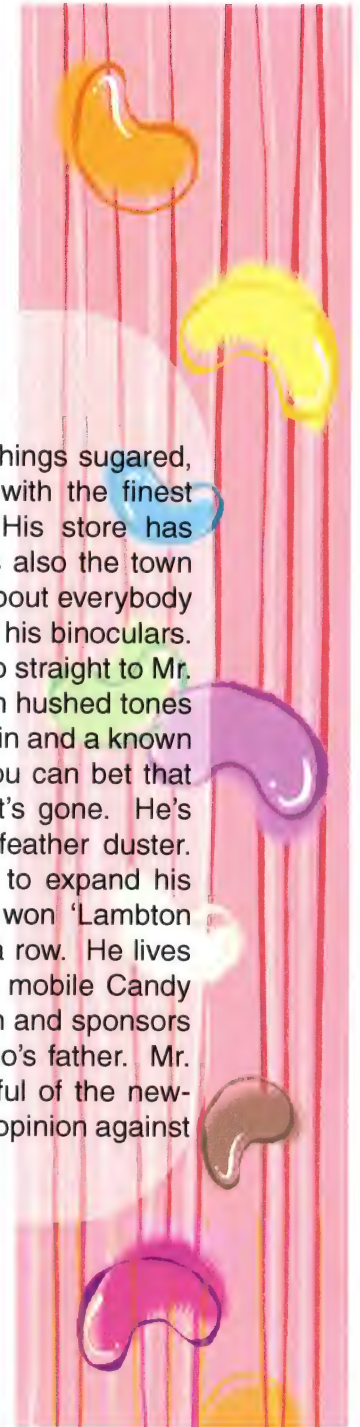 hings sugared,
with the finest
His store has
also the town
bout everybody
his binoculars.
o straight to Mr.
n hushed tones
in and a known
ou can bet that
t's gone. He's
feather duster.
to expand his
won ‘Lambton
a row. He lives
mobile Candy
n and sponsors
o's father. Mr.
ful of the new-
opinion against